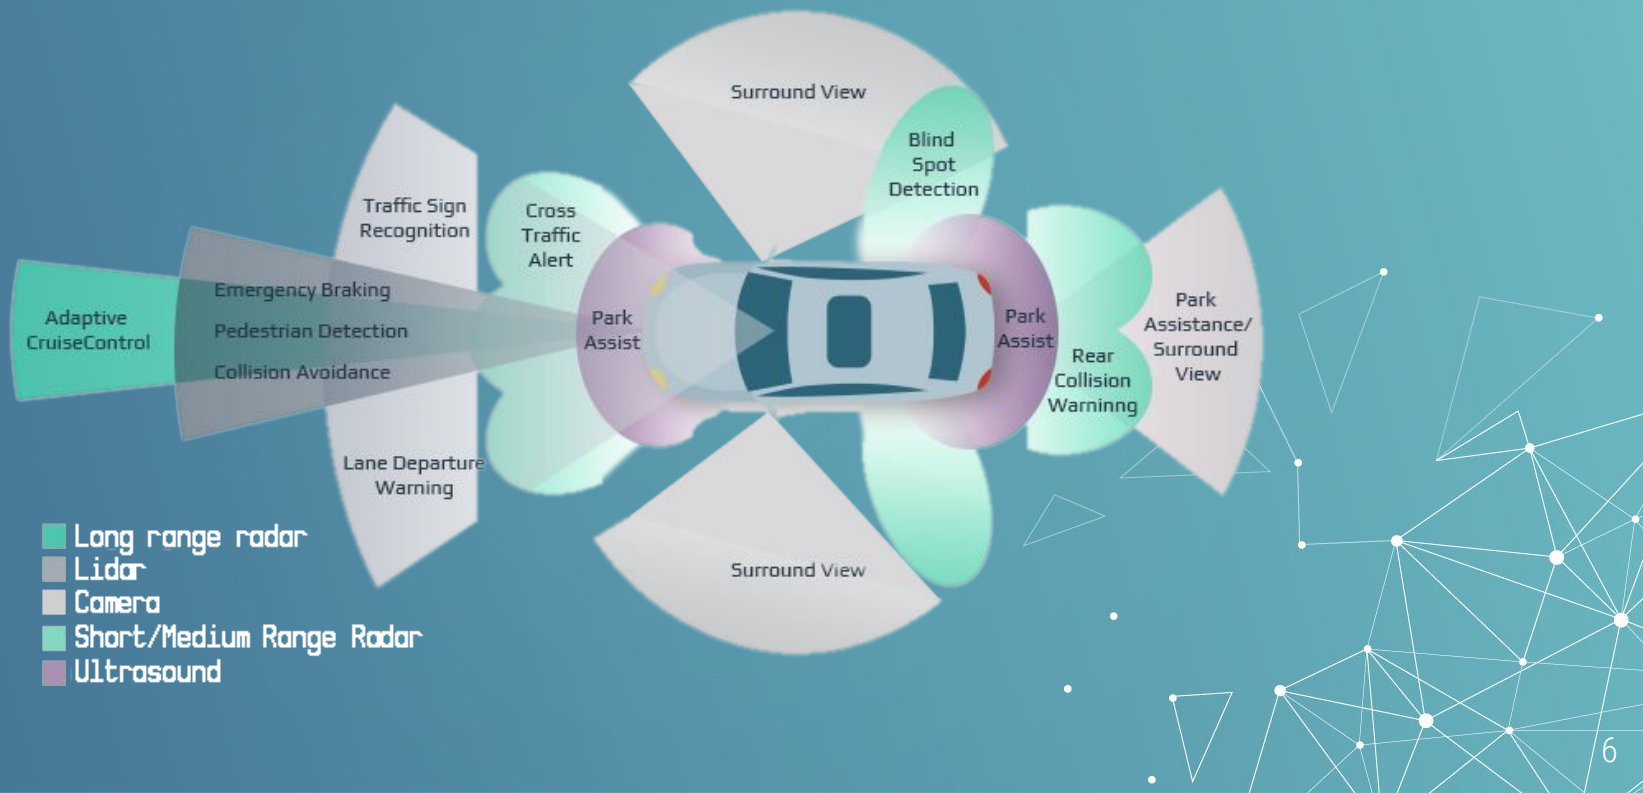 Surround View
Blind
Spot
Detection
Traffic Sign
Recognition
Cross
Traffic
Alert
Emergency Braking
Pedestrian Detection
Collision Avoidance
Adaptive
CruiseControl
Park
Assist
Park
Assist
Rear
Collision
Warninng
Park
Assistance/
Surround
View
Lane Departure
Warning
Surround View
Long range radar
Lidar
Camera
Short/Medium Range Radar
Ultrasound
6